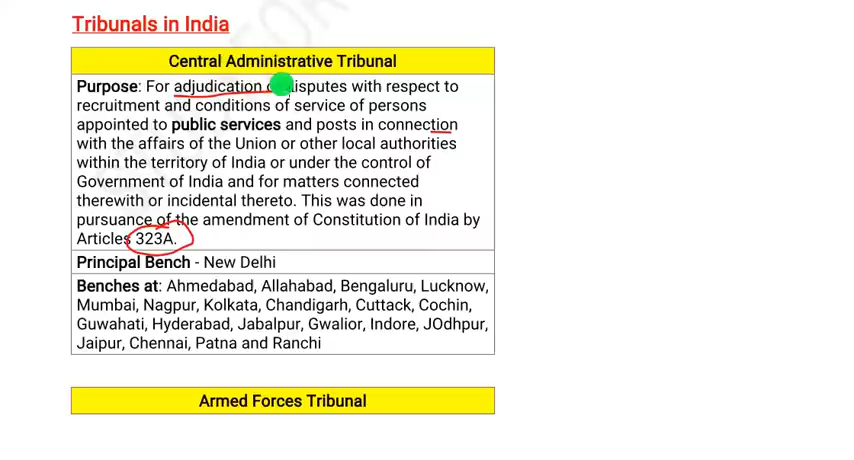 Tribunals in India
Central Administrative Tribunal
Purpose: For adjudication disputes with respect to
recruitment and conditions of service of persons
appointed to public services and posts in connection
with the affairs of the Union or other local authorities
within the territory of India or under the control of
Government of India and for matters connected
therewith or incidental thereto. This was done in
pursuance of the amendment of Constitution of India by
Articles 323A.
Principal Bench - New Delhi
Benches at: Ahmedabad, Allahabad, Bengaluru, Lucknow,
Mumbai, Nagpur, Kolkata, Chandigarh, Cuttack, Cochin,
Guwahati, Hyderabad, Jabalpur, Gwalior, Indore, JOdhpur,
Jaipur, Chennai, Patna and Ranchi
Armed Forces Tribunal